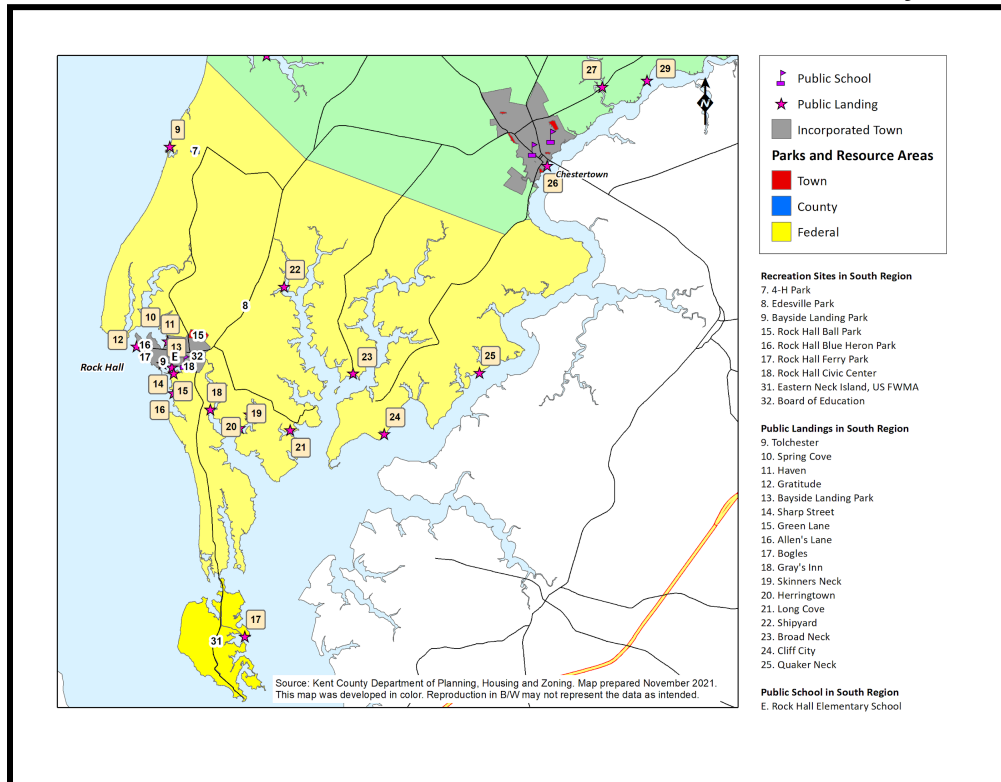 27
29
9
7
Chestertown
26
22
8
10
11
12
16
15
13
17
E
32
9
18
Rock Hall
14
15
16
18
19
20
21
23
24
25
17
31
Source: Kent County Department of Planning, Housing and Zoning. Map prepared November 2021.
This map was developed in color. Reproduction in B/W may not represent the data as intended.
N
Public School
Public Landing
Incorporated Town
Parks and Resource Areas
Town
County
Federal
Recreation Sites in South Region
7. 4-H Park
8. Edesville Park
9. Bayside Landing Park
15. Rock Hall Ball Park
16. Rock Hall Blue Heron Park
17. Rock Hall Ferry Park
18. Rock Hall Civic Center
31. Eastern Neck Island, US FWMA
32. Board of Education
Public Landings in South Region
9. Tolchester
10. Spring Cove
11. Haven
12. Gratitude
13. Bayside Landing Park
14. Sharp Street
15. Green Lane
16. Allen's Lane
17. Bogles
18. Gray's Inn
19. Skinners Neck
20. Herringtown
21. Long Cove
22. Shipyard
23. Broad Neck
24. Cliff City
25. Quaker Neck
Public School in South Region
E. Rock Hall Elementary School